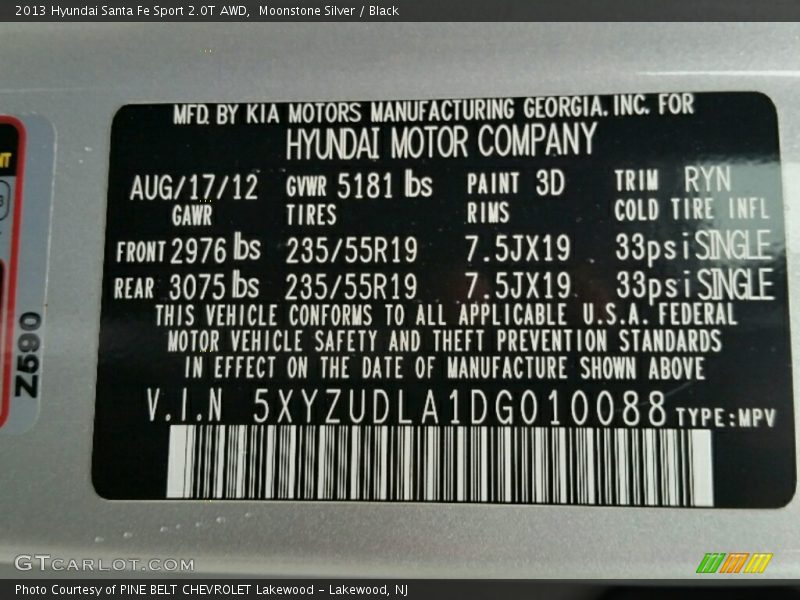 2013 Hyundai Santa Fe Sport 2.0T AWD,  Moonstone Silver / Black
MFD. BY KIA MOTORS MANUFACTURING GEORGIA. INC. FOR
HYUNDAI MOTOR COMPANY
AUG/17/12 GVWR 5181 lbs PAINT 3D TRIM RYN
GAWR TIRES RIMS COLD TIRE INFL
FRONT 2976 lbs 235/55R19 7.5JX19 33psi SINGLE
REAR 3075 lbs 235/55R19 7.5JX19 33psi SINGLE
THIS VEHICLE CONFORMS TO ALL APPLICABLE U.S.A. FEDERAL
MOTOR VEHICLE SAFETY AND THEFT PREVENTION STANDARDS
IN EFFECT ON THE DATE OF MANUFACTURE SHOWN ABOVE
V.I.N 5XYZUDLA1DG010088 TYPE:MPV
Z590
GTCARLOT.COM
Photo Courtesy of PINE BELT CHEVROLET Lakewood - Lakewood, NJ